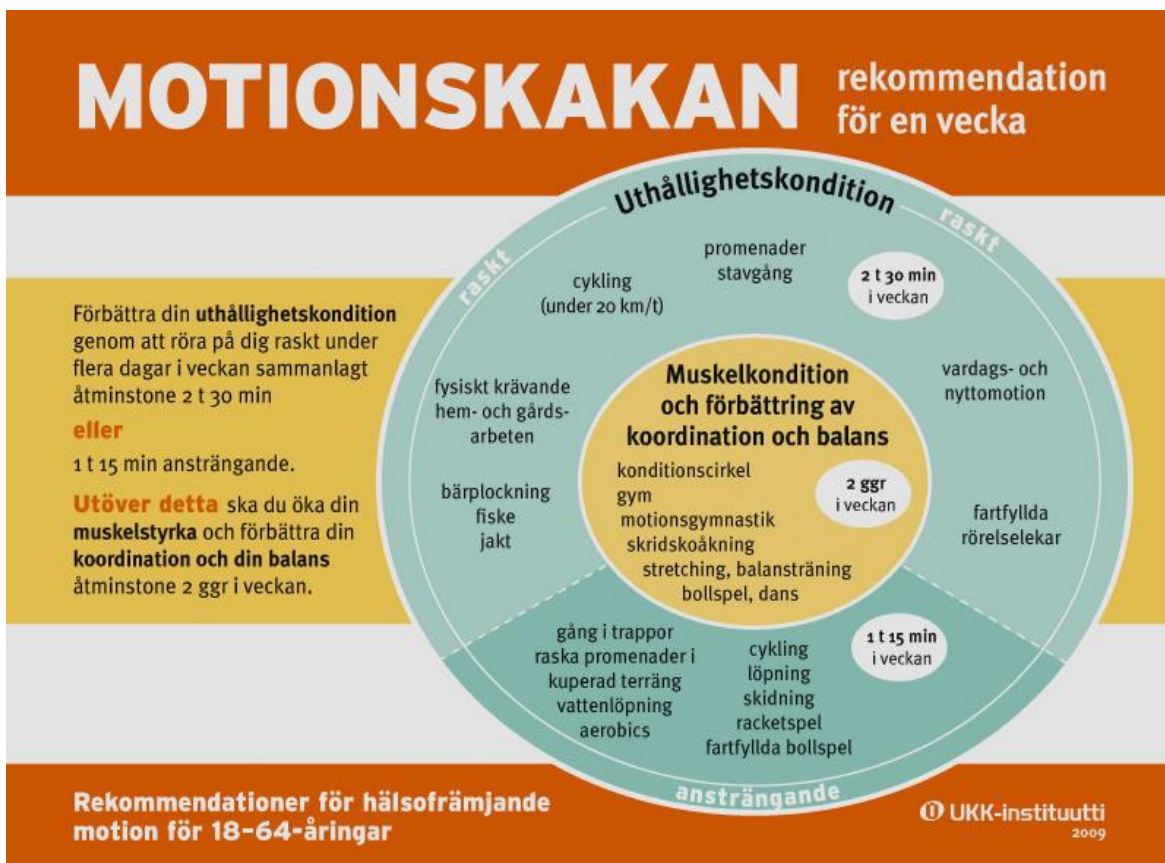 MOTIONSKAKAN
rekommendation
för en vecka
Förbättra din uthållighetskondition
genom att röra på dig raskt under
flera dagar i veckan sammanlagt
åtminstone 2 t 30 min
eller
1 t 15 min ansträngande.
Utöver detta ska du öka din
muskelstyrka och förbättra din
koordination och din balans
åtminstone 2 ggr i veckan.
Uthållighetskondition
raskt
raskt
promenader
stavgång
2 t 30 min
i veckan
cykling
(under 20 km/t)
vardags- och
nyttomotion
fysiskt krävande
hem- och gårds-
arbeten
bärplockning
fiske
jakt
fartfyllda
rörelselekar
Muskelkondition
och förbättring av
koordination och balans
konditionscirkel
gym
motionsgymnastik
skridskoåkning
stretching, balansträning
bollspel, dans
2 ggr
i veckan
gång i trappor
raska promenader i
kuperad terräng
vattenlöpning
aerobics
cykling
löpning
skidning
racketspel
fartfyllda bollspel
1 t 15 min
i veckan
ansträngande
Rekommendationer för hälsofrämjande
motion för 18-64-åringar
UKK-instituutti
2009